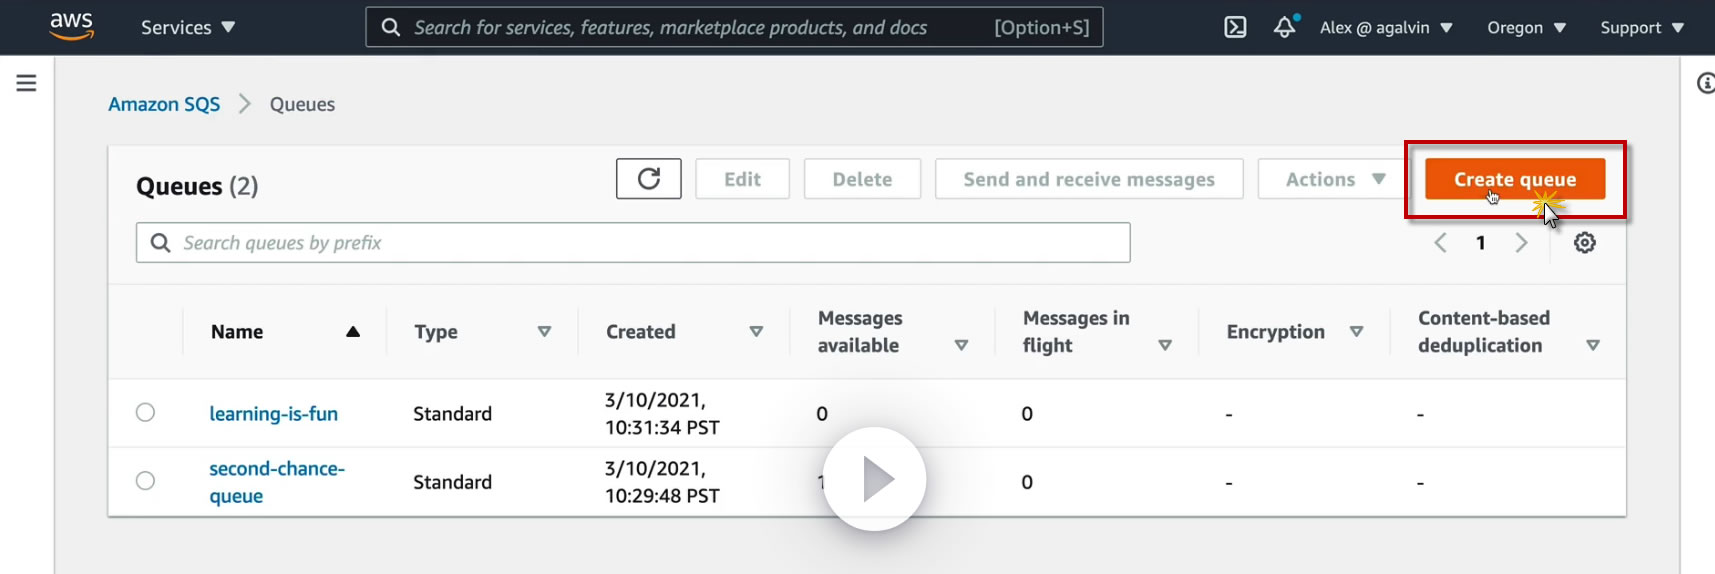 aws Services Search for services, features, marketplace products, and docs [Option+S] Alex @ agalvin Oregon Support
Amazon SQS Queues
Queues (2) Edit Delete Send and receive messages Actions Create queue
Search queues by prefix 1
Name Type Created Messages available Messages in flight Encryption Content-based deduplication
learning-is-fun Standard 3/10/2021, 10:31:34 PST 0 0 - -
second-chance-queue Standard 3/10/2021, 10:29:48 PST 0 - -